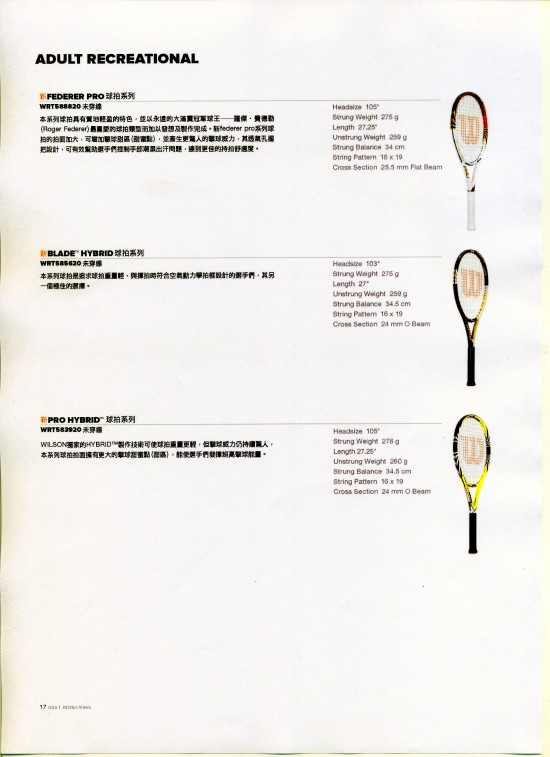 ADULT RECREATIONAL
新 FEDERER PRO 球拍系列
WRT588820 未穿線
本系列球拍具有質地輕盈的特色，並以永遠的大滿貫冠軍球王——羅傑·費德勒
(Roger Federer) 最喜愛的球拍類型而加以發想及製作完成。新federer pro系列球
拍的拍面加大，可增加擊球甜區(甜蜜點)，並產生更驚人的擊球威力，其透氣孔握
把設計，可有效幫助選手們控制手部潮濕出汗問題，達到更佳的持拍舒適度。
Headsize 105"
Strung Weight 275 g
Length 27.25"
Unstrung Weight 259 g
Strung Balance 34 cm
String Pattern 16 x 19
Cross Section 25.5 mm Flat Beam
新 BLADE™ HYBRID 球拍系列
WRT585620 未穿線
本系列球拍是追求球拍重量輕、與揮拍時符合空氣動力學拍框設計的選手們，其另
一個極佳的選擇。
Headsize 103"
Strung Weight 275 g
Length 27"
Unstrung Weight 259 g
Strung Balance 34.5 cm
String Pattern 16 x 19
Cross Section 24 mm O Beam
新 PRO HYBRID™ 球拍系列
WRT583920 未穿線
WILSON獨家的HYBRID™製作技術可使球拍重量更輕，但擊球威力仍持續驚人，
本系列球拍拍面擁有更大的擊球甜蜜點(甜區)，能使選手們發揮超高擊球能量。
Headsize 105"
Strung Weight 278 g
Length 27.25"
Unstrung Weight 260 g
Strung Balance 34.5 cm
String Pattern 16 x 19
Cross Section 24 mm O Beam
17 ADULT RECREATIONAL